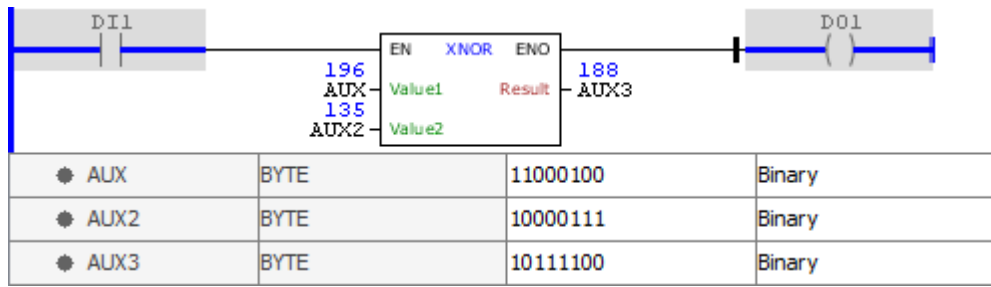 DI1 DO1
EN XNOR ENO
196 188
AUX Value1 Result AUX3
135
AUX2 Value2
AUX BYTE 11000100 Binary
AUX2 BYTE 10000111 Binary
AUX3 BYTE 10111100 Binary